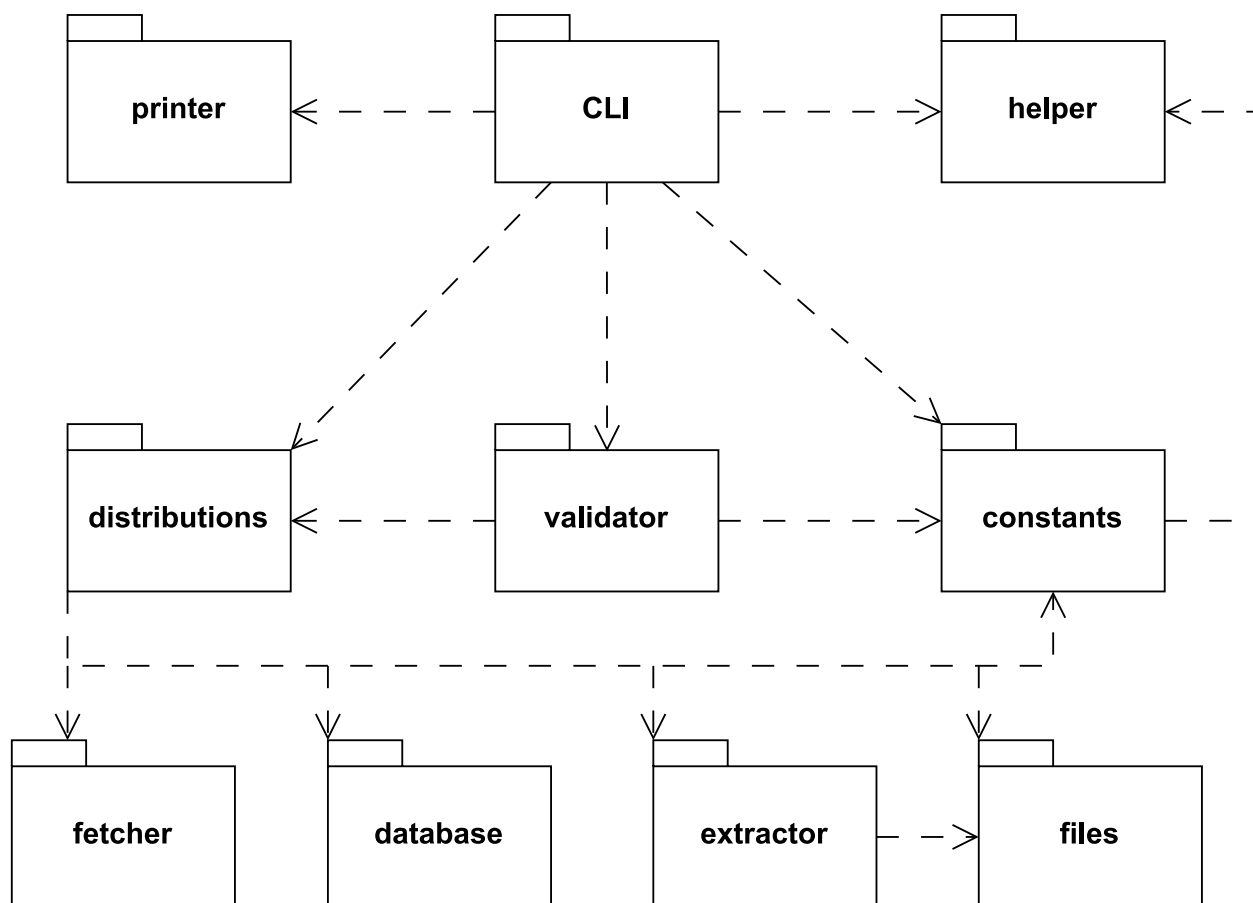 printer
CLI
helper
distributions
validator
constants
fetcher
database
extractor
files